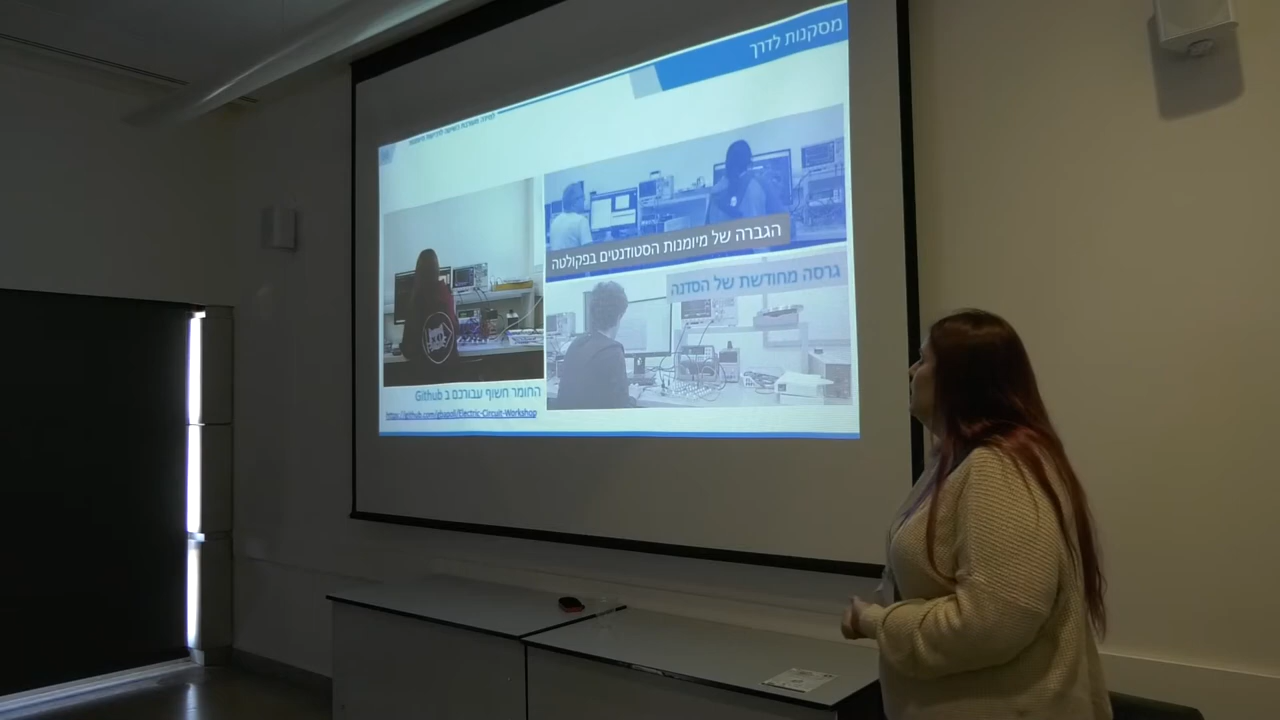 מסקנות לדרך
הגברה של מיומנות הסטודנטים בפקולטה
גרסה מחודשת של הסדנה
החומר חשוף עבורכם ב Github